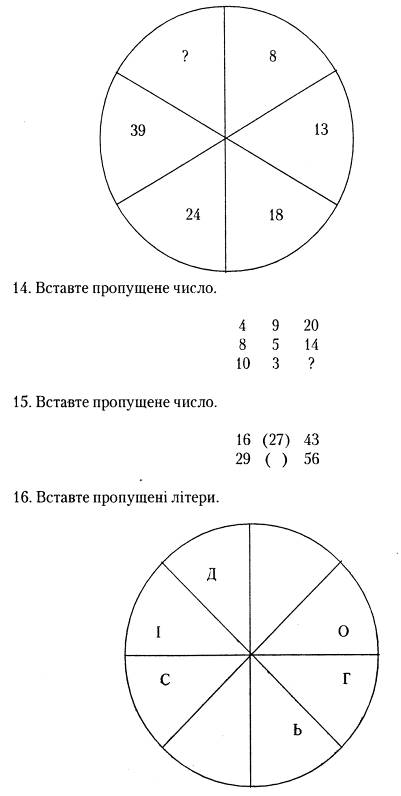 ? 8
39 13
24 18
14. Вставте пропущене число.
4 9 20
8 5 14
10 3 ?
15. Вставте пропущене число.
16 (27) 43
29 ( ) 56
16. Вставте пропущені літери.
Д
І О
С Г
Ь